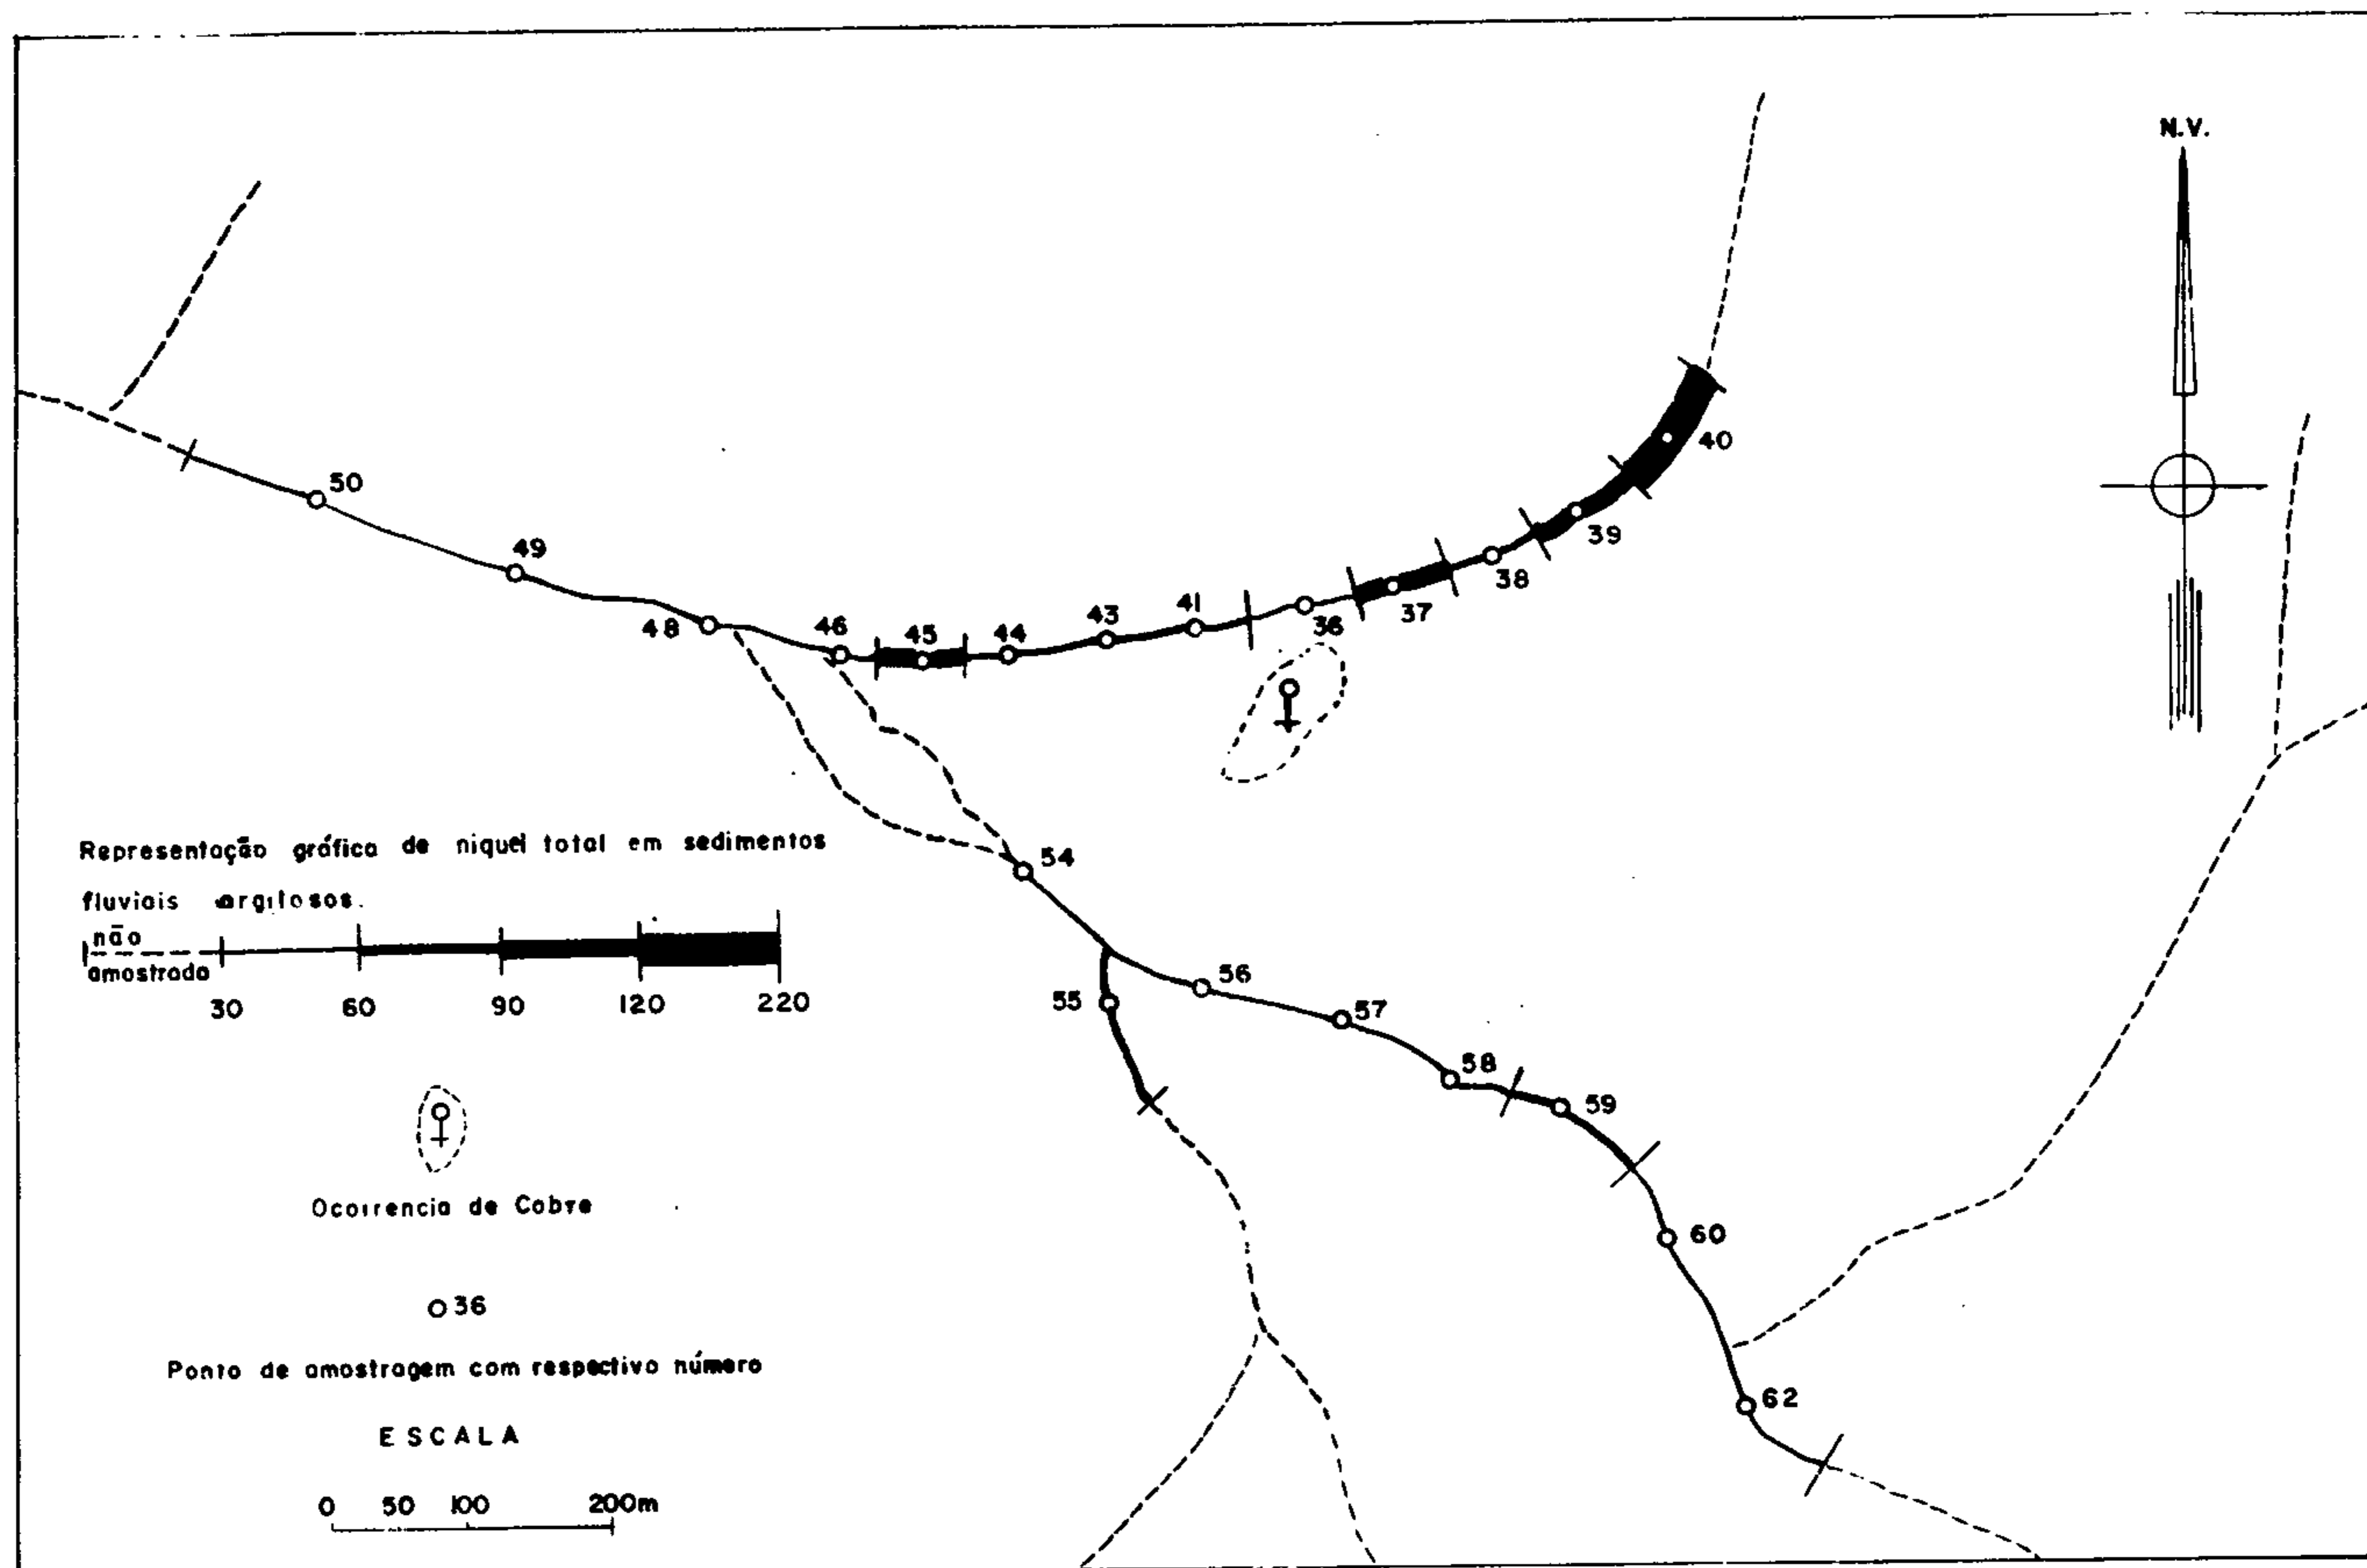 N.V.
50
49
48
46
45
44
43
41
36
37
38
39
40
54
55
56
57
58
59
60
62
Representação gráfica de niquel total em sedimentos
fluviais argilosos.
não
amostrado
30 60 90 120 220
Ocorrencia de Cobre
36
Ponto de amostragem com respectivo número
ESCALA
0 50 100 200m